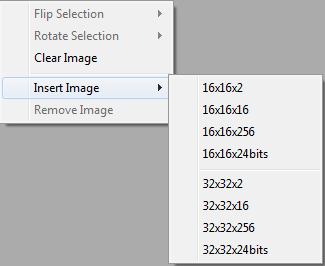 Flip Selection
Rotate Selection
Clear Image
Insert Image
Remove Image
16x16x2
16x16x16
16x16x256
16x16x24bits
32x32x2
32x32x16
32x32x256
32x32x24bits